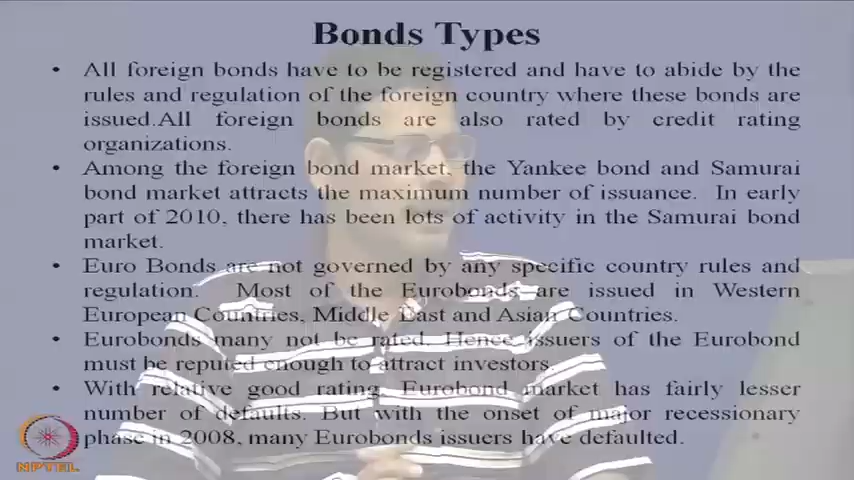 Bonds Types
• All foreign bonds have to be registered and have to abide by the
rules and regulation of the foreign country where these bonds are
issued.All foreign bonds are also rated by credit rating
organizations.
• Among the foreign bond market, the Yankee bond and Samurai
bond market attracts the maximum number of issuance. In early
part of 2010, there has been lots of activity in the Samurai bond
market.
• Euro Bonds are not governed by any specific country rules and
regulation. Most of the Eurobonds are issued in Western
European Countries, Middle East and Asian Countries.
• Eurobonds many not be rated. Hence issuers of the Eurobond
must be reputed enough to attract investors.
• With relative good rating, Eurobond market has fairly lesser
number of defaults. But with the onset of major recessionary
phase in 2008, many Eurobonds issuers have defaulted.
NPTEL